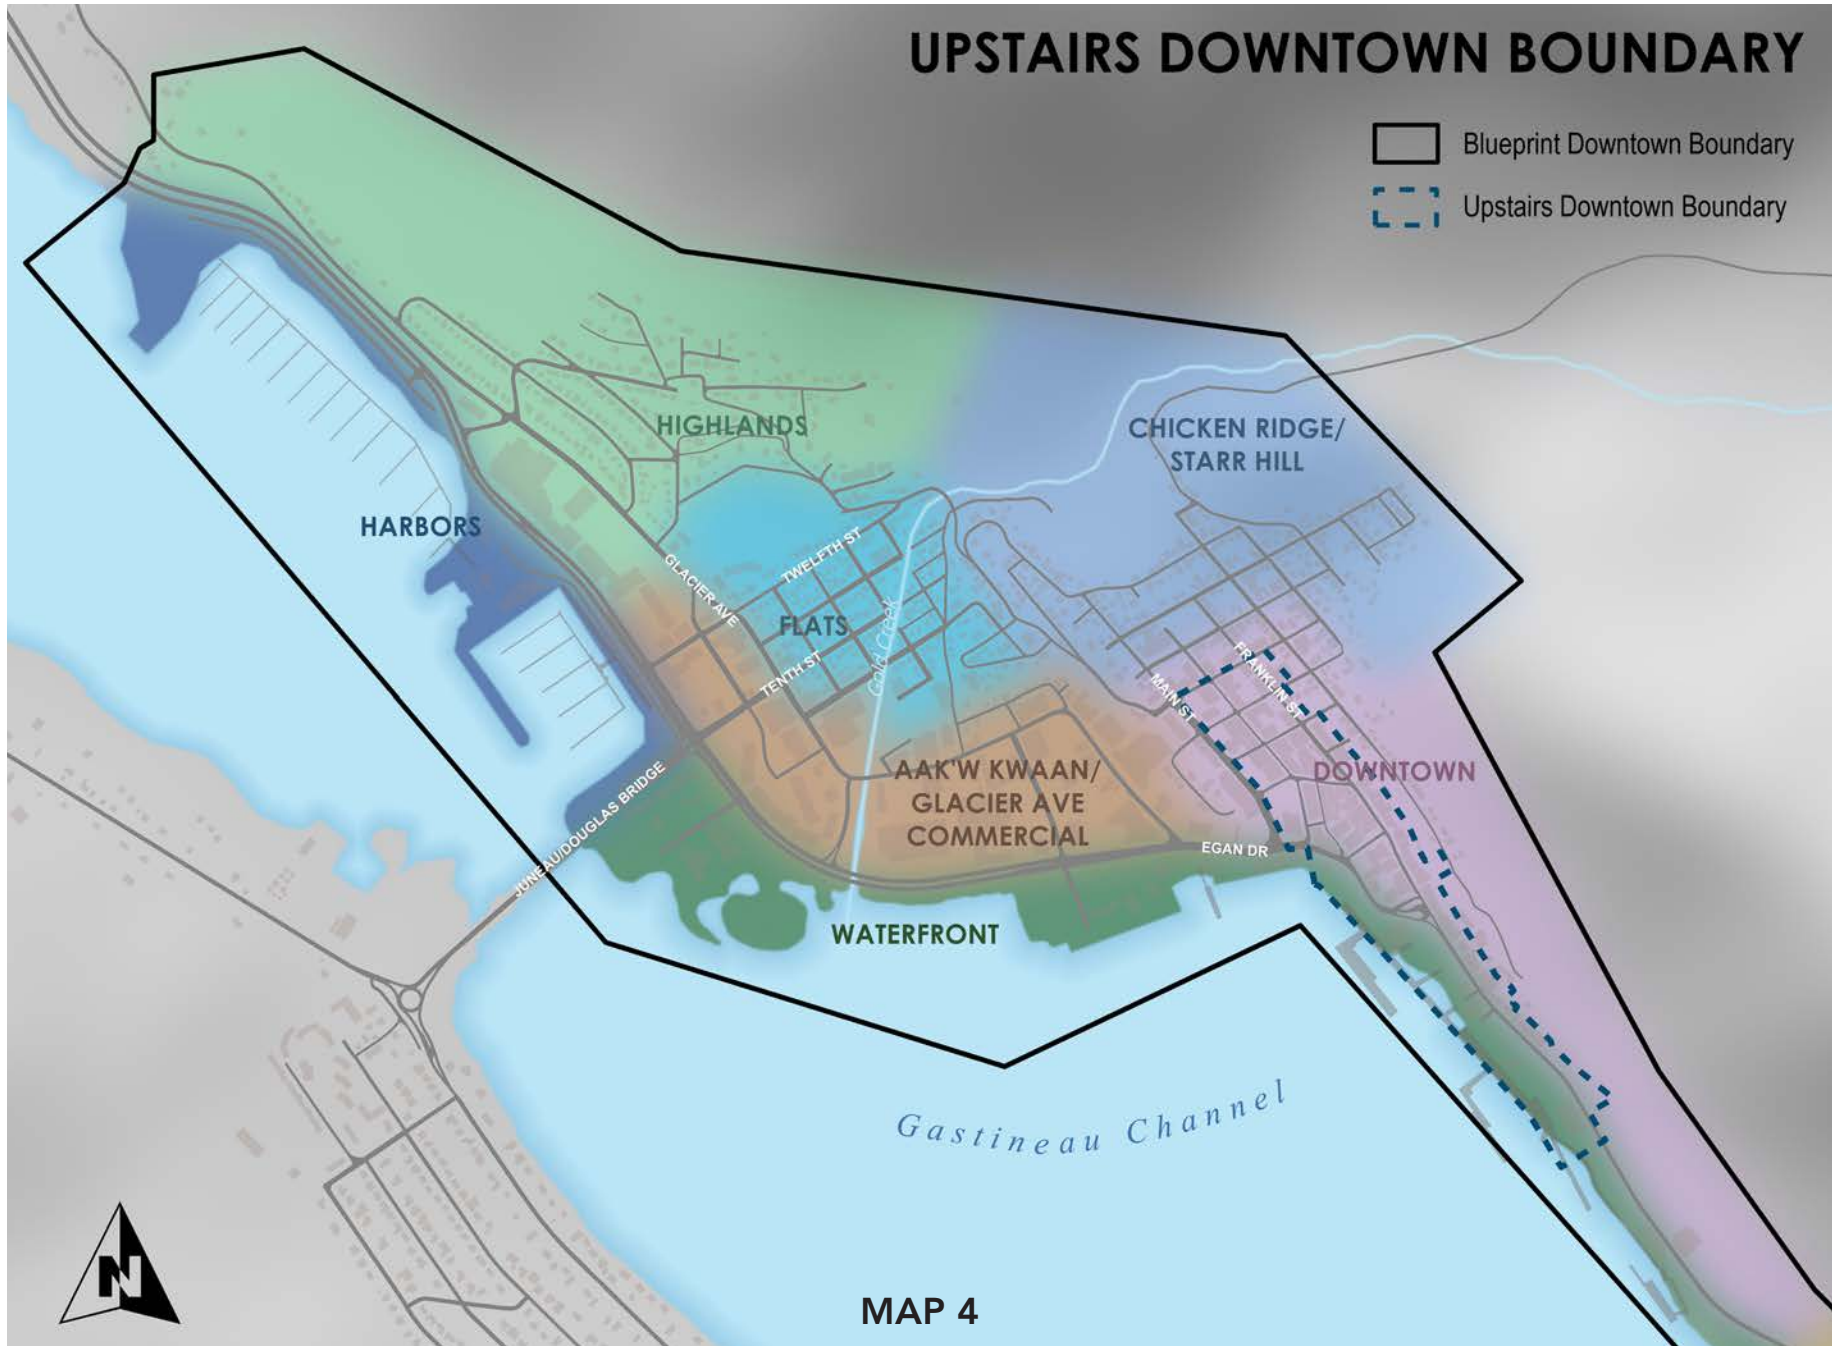 UPSTAIRS DOWNTOWN BOUNDARY
Blueprint Downtown Boundary
Upstairs Downtown Boundary
HIGHLANDS
CHICKEN RIDGE/
STARR HILL
HARBORS
TWELFTH ST
GLACIER AVE
FLATS
Gold Creek
TENTH ST
FRANKLIN ST
MAIN ST
DOWNTOWN
AAK'W KWAAN/
GLACIER AVE
COMMERCIAL
JUNEAU/DOUGLAS BRIDGE
EGAN DR
WATERFRONT
Gastineau Channel
N
MAP 4